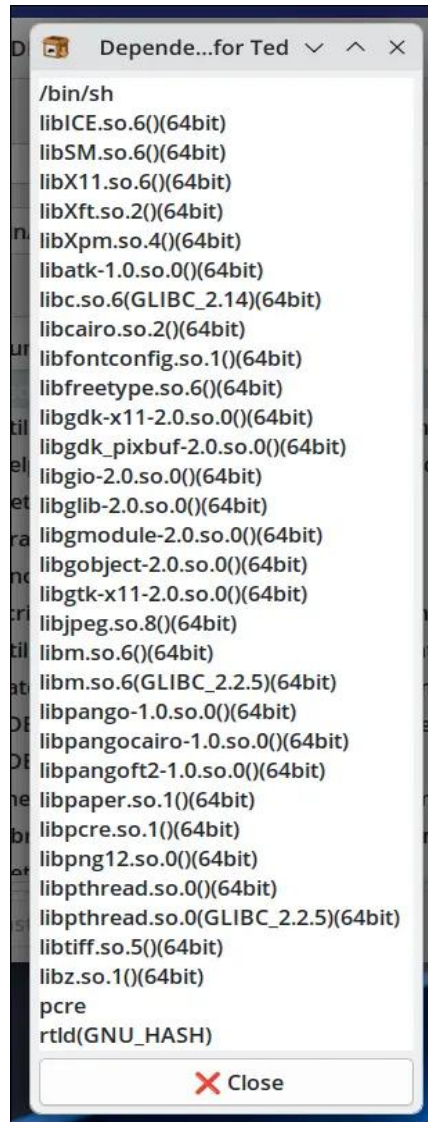 Depende...for Ted
/bin/sh
libICE.so.6()(64bit)
libSM.so.6()(64bit)
libX11.so.6()(64bit)
libXft.so.2()(64bit)
libXpm.so.4()(64bit)
libatk-1.0.so.0()(64bit)
libc.so.6(GLIBC_2.14)(64bit)
libcairo.so.2()(64bit)
libfontconfig.so.1()(64bit)
libfreetype.so.6()(64bit)
libgdk-x11-2.0.so.0()(64bit)
libgdk_pixbuf-2.0.so.0()(64bit)
libgio-2.0.so.0()(64bit)
libglib-2.0.so.0()(64bit)
libgmodule-2.0.so.0()(64bit)
libgobject-2.0.so.0()(64bit)
libgtk-x11-2.0.so.0()(64bit)
libjpeg.so.8()(64bit)
libm.so.6()(64bit)
libm.so.6(GLIBC_2.2.5)(64bit)
libpango-1.0.so.0()(64bit)
libpangocairo-1.0.so.0()(64bit)
libpangoft2-1.0.so.0()(64bit)
libpaper.so.1()(64bit)
libpcre.so.1()(64bit)
libpng12.so.0()(64bit)
libpthread.so.0()(64bit)
libpthread.so.0(GLIBC_2.2.5)(64bit)
libtiff.so.5()(64bit)
libz.so.1()(64bit)
pcre
rtld(GNU_HASH)
Close